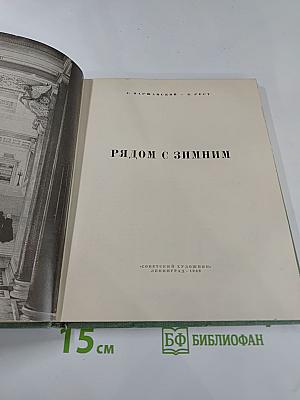 С. ВАРШАВСКИЙ · Б. РЕСТ
РЯДОМ С ЗИМНИМ
«СОВЕТСКИЙ ХУДОЖНИК»
ЛЕНИНГРАД · 1969
15 см
БФ БИБЛИОФАН